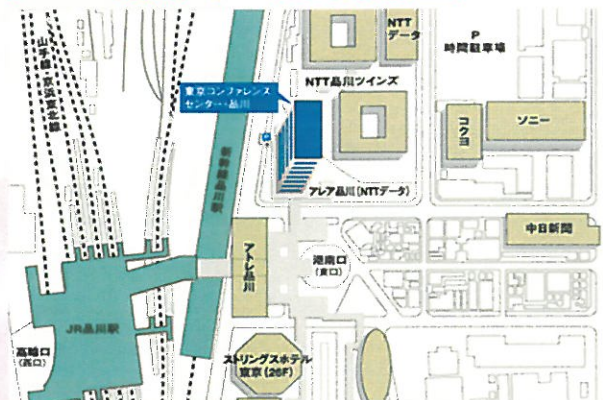 NTT
データ
P
時間駐車場
山手線・京浜東北線
NTT品川ツインズ
東京コンファレンス
センター・品川
コクヨ
ソニー
P
新幹線品川駅
アレア品川(NTTデータ)
中日新聞
アトレ品川
港南口
(東口)
JR品川駅
高輪口
(西口)
ストリングスホテル
東京(26F)